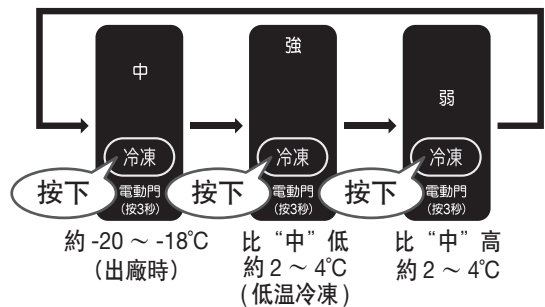 中
冷凍
按下
電動門
(按3秒)
約 -20 ～ -18℃
(出廠時)
強
冷凍
按下
電動門
(按3秒)
比“中”低
約 2 ～ 4℃
(低温冷凍)
弱
冷凍
按下
電動門
(按3秒)
比“中”高
約 2 ～ 4℃